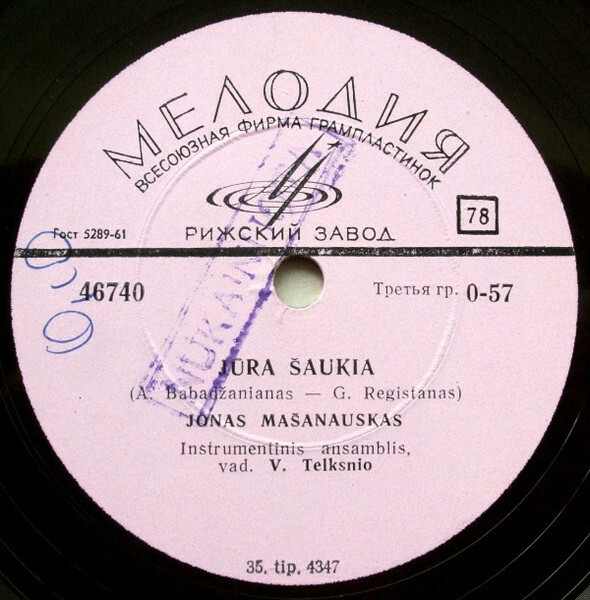 МЕЛОДИЯ
ВСЕСОЮЗНАЯ ФИРМА ГРАМПЛАСТИНОК
78
Гост 5289-61
РИЖСКИЙ ЗАВОД
46740
Третья гр. 0-57
JŪRA ŠAUKIA
(A. Babadžanianas — G. Registanas)
JONAS MAŠANAUSKAS
Instrumentinis ansamblis,
vad. V. Telksnio
35. tip. 4347